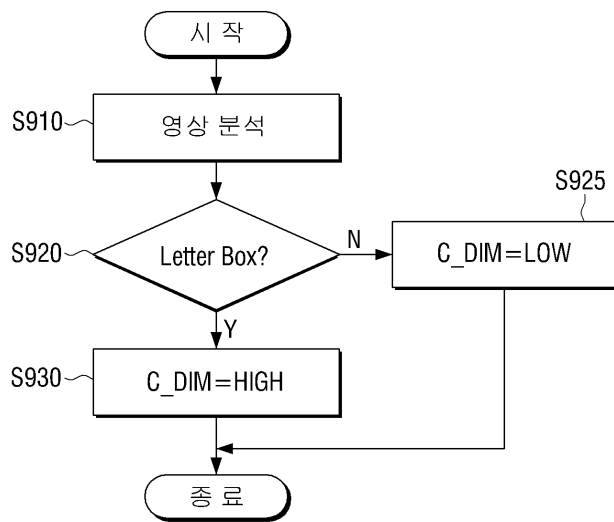 시 작
S910
영상 분석
S925
S920
Letter Box?
N
C_DIM=LOW
Y
S930
C_DIM=HIGH
종 료